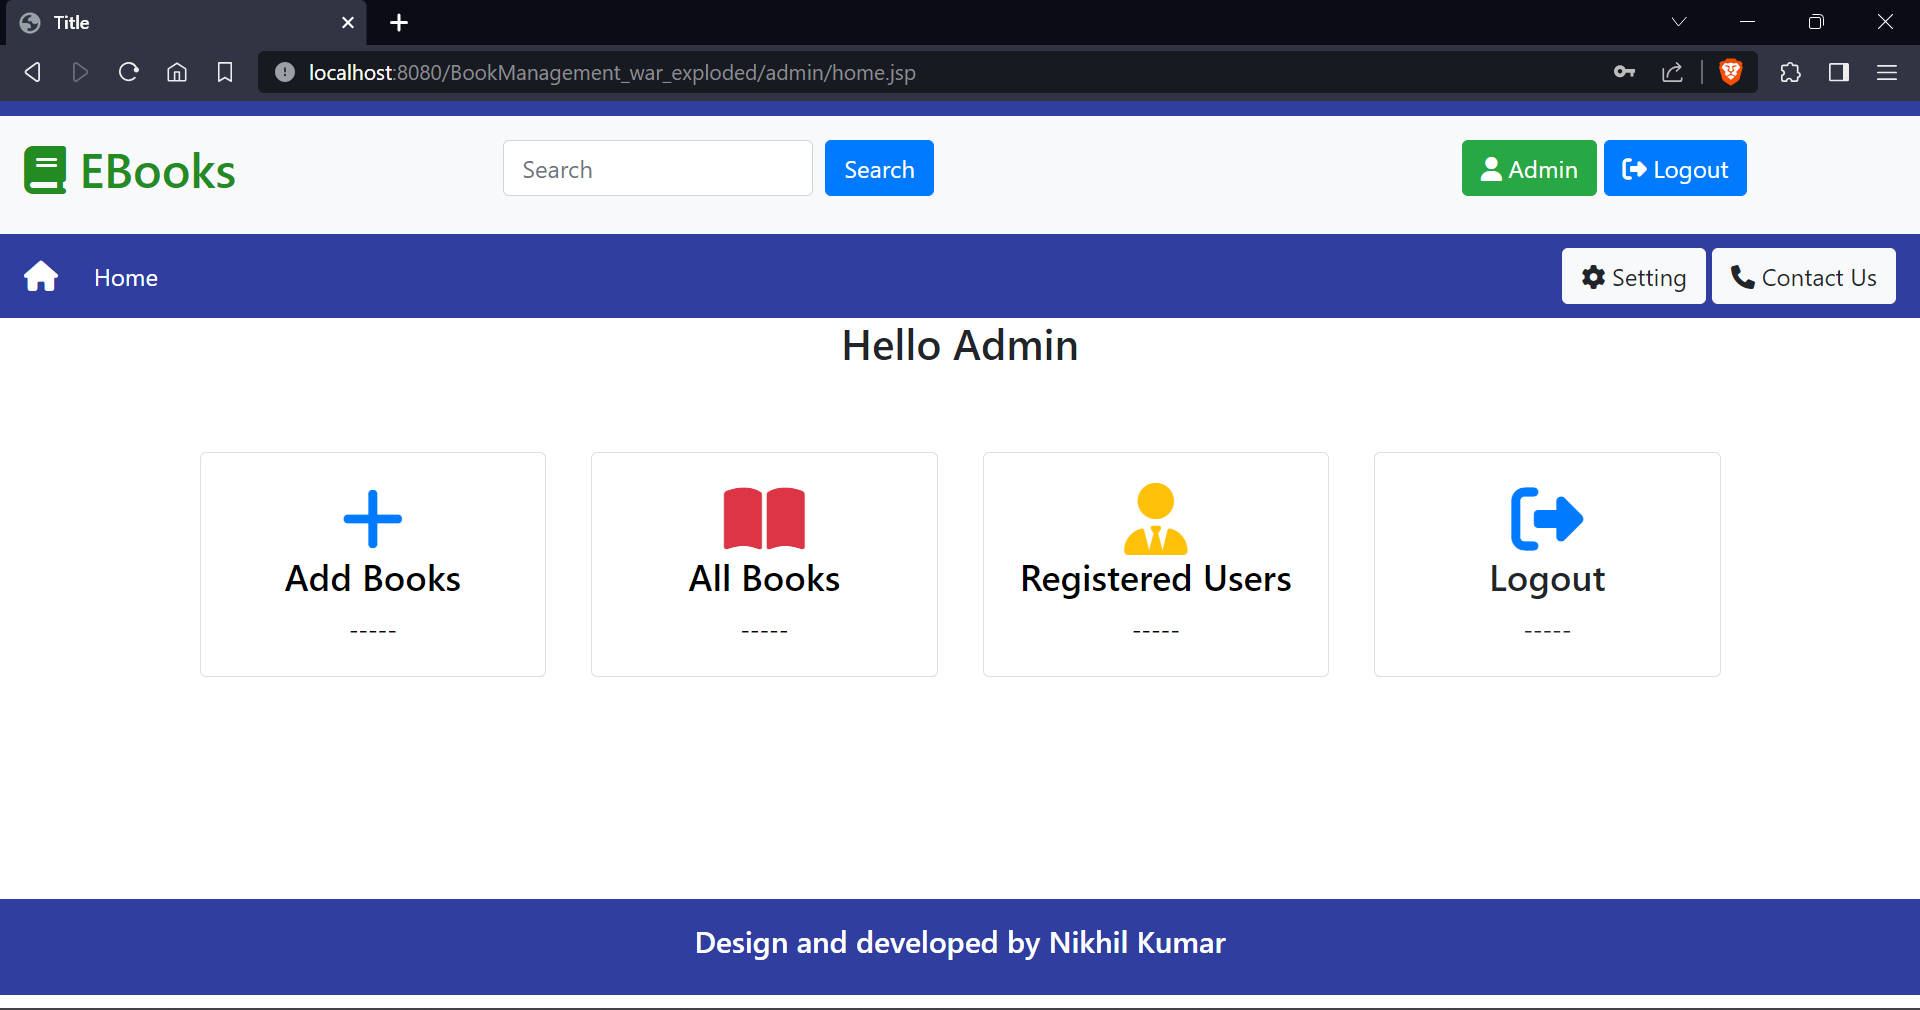 Title
localhost:8080/BookManagement_war_exploded/admin/home.jsp
EBooks
Search
Search
Admin
Logout
Home
Setting
Contact Us
Hello Admin
Add Books
-----
All Books
-----
Registered Users
-----
Logout
-----
Design and developed by Nikhil Kumar